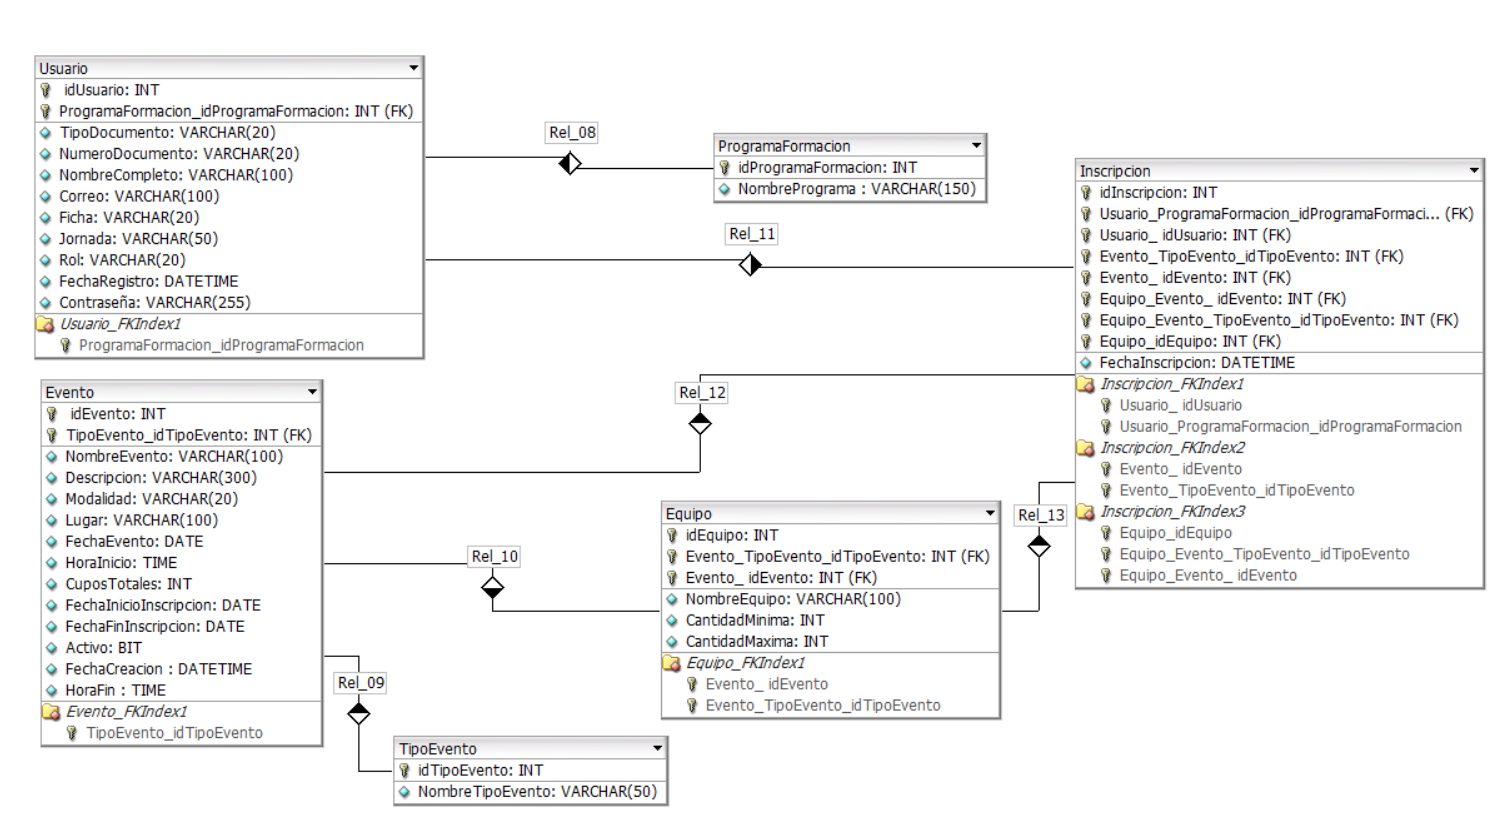 Usuario
idUsuario: INT
ProgramaFormacion_idProgramaFormacion: INT (FK)
TipoDocumento: VARCHAR(20)
NumeroDocumento: VARCHAR(20)
NombreCompleto: VARCHAR(100)
Correo: VARCHAR(100)
Ficha: VARCHAR(20)
Jornada: VARCHAR(50)
Rol: VARCHAR(20)
FechaRegistro: DATETIME
Contraseña: VARCHAR(255)
Usuario_FKIndex1
ProgramaFormacion_idProgramaFormacion
Rel_08
ProgramaFormacion
idProgramaFormacion: INT
NombrePrograma : VARCHAR(150)
Rel_11
Inscripcion
idInscripcion: INT
Usuario_ProgramaFormacion_idProgramaFormaci... (FK)
Usuario_ idUsuario: INT (FK)
Evento_TipoEvento_idTipoEvento: INT (FK)
Evento_ idEvento: INT (FK)
Equipo_Evento_ idEvento: INT (FK)
Equipo_Evento_TipoEvento_idTipoEvento: INT (FK)
Equipo_idEquipo: INT (FK)
FechaInscripcion: DATETIME
Inscripcion_FKIndex1
Usuario_ idUsuario
Usuario_ProgramaFormacion_idProgramaFormacion
Inscripcion_FKIndex2
Evento_ idEvento
Evento_TipoEvento_idTipoEvento
Inscripcion_FKIndex3
Equipo_idEquipo
Equipo_Evento_TipoEvento_idTipoEvento
Equipo_Evento_ idEvento
Evento
idEvento: INT
TipoEvento_idTipoEvento: INT (FK)
NombreEvento: VARCHAR(100)
Descripcion: VARCHAR(300)
Modalidad: VARCHAR(20)
Lugar: VARCHAR(100)
FechaEvento: DATE
HoraInicio: TIME
CuposTotales: INT
FechaInicioInscripcion: DATE
FechaFinInscripcion: DATE
Activo: BIT
FechaCreacion : DATETIME
HoraFin : TIME
Evento_FKIndex1
TipoEvento_idTipoEvento
Rel_12
Rel_10
Equipo
idEquipo: INT
Evento_TipoEvento_idTipoEvento: INT (FK)
Evento_ idEvento: INT (FK)
NombreEquipo: VARCHAR(100)
CantidadMinima: INT
CantidadMaxima: INT
Equipo_FKIndex1
Evento_ idEvento
Evento_TipoEvento_idTipoEvento
Rel_13
Rel_09
TipoEvento
idTipoEvento: INT
NombreTipoEvento: VARCHAR(50)